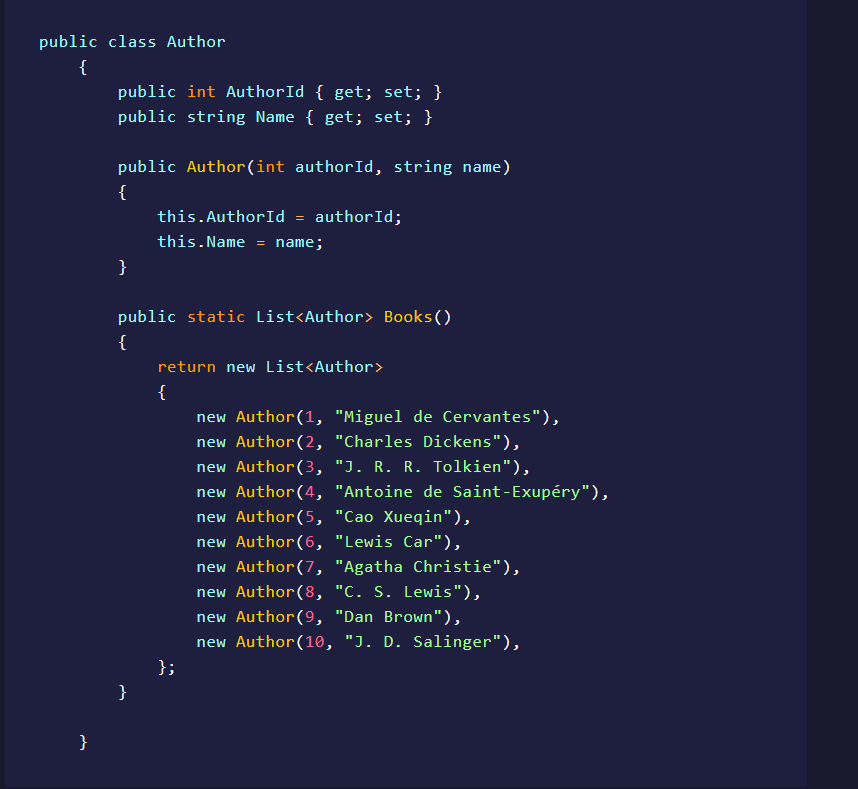 public class Author
{
public int AuthorId { get; set; }
public string Name { get; set; }
public Author(int authorId, string name)
{
this.AuthorId = authorId;
this.Name = name;
}
public static List<Author> Books()
{
return new List<Author>
{
new Author(1, "Miguel de Cervantes"),
new Author(2, "Charles Dickens"),
new Author(3, "J. R. R. Tolkien"),
new Author(4, "Antoine de Saint-Exupéry"),
new Author(5, "Cao Xueqin"),
new Author(6, "Lewis Car"),
new Author(7, "Agatha Christie"),
new Author(8, "C. S. Lewis"),
new Author(9, "Dan Brown"),
new Author(10, "J. D. Salinger"),
};
}
}